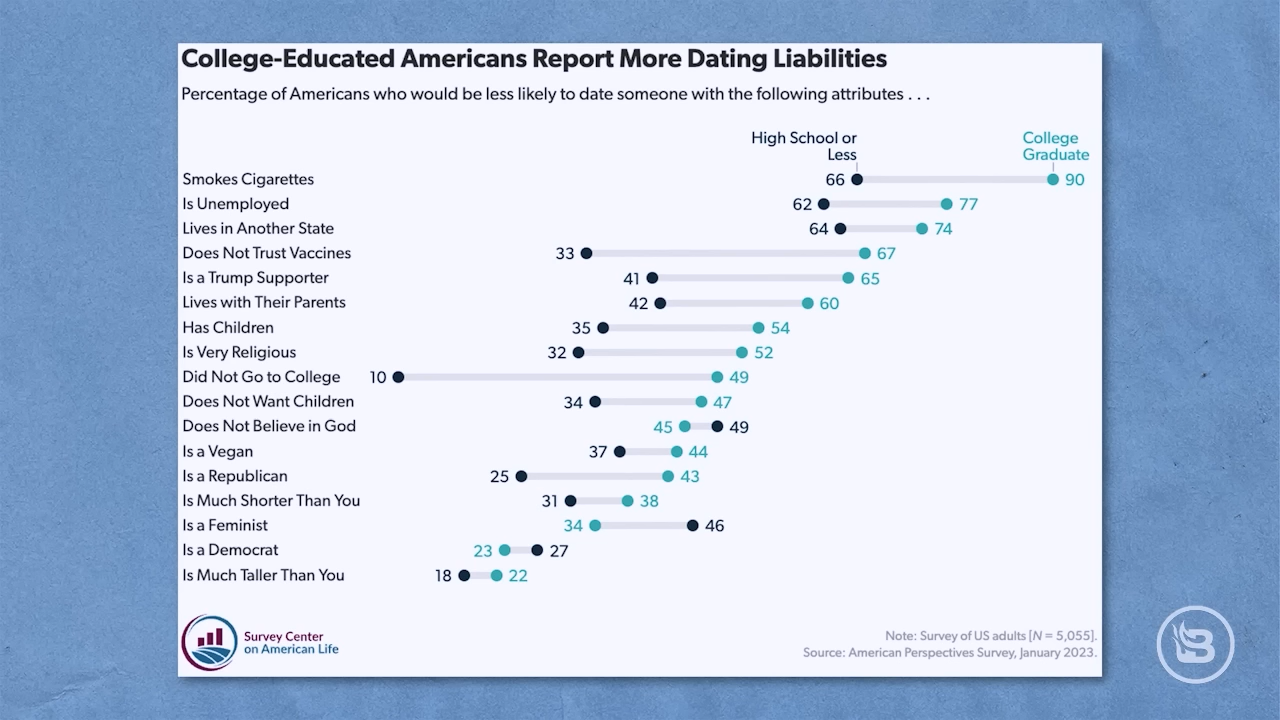 College-Educated Americans Report More Dating Liabilities
Percentage of Americans who would be less likely to date someone with the following attributes . . .
High School or
Less
College
Graduate
Smokes Cigarettes 66 90
Is Unemployed 62 77
Lives in Another State 64 74
Does Not Trust Vaccines 33 67
Is a Trump Supporter 41 65
Lives with Their Parents 42 60
Has Children 35 54
Is Very Religious 32 52
Did Not Go to College 10 49
Does Not Want Children 34 47
Does Not Believe in God 45 49
Is a Vegan 37 44
Is a Republican 25 43
Is Much Shorter Than You 31 38
Is a Feminist 34 46
Is a Democrat 23 27
Is Much Taller Than You 18 22
Survey Center
on American Life
Note: Survey of US adults [N = 5,055].
Source: American Perspectives Survey, January 2023.
B